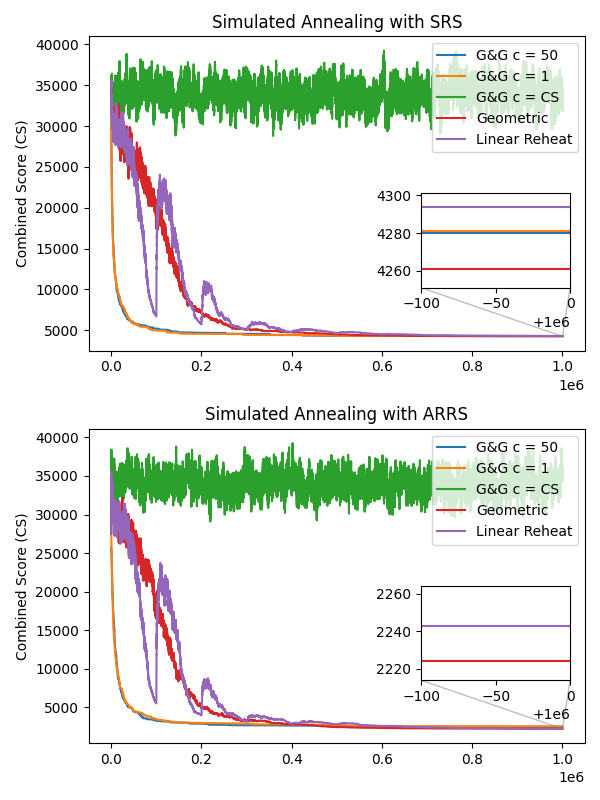 Simulated Annealing with SRS
40000
35000
30000
25000
20000
15000
10000
5000
Combined Score (CS)
G&G c = 50
G&G c = 1
G&G c = CS
Geometric
Linear Reheat
4300
4280
4260
−100
−50
0
+1e6
0.0
0.2
0.4
0.6
0.8
1.0
1e6
Simulated Annealing with ARRS
40000
35000
30000
25000
20000
15000
10000
5000
Combined Score (CS)
G&G c = 50
G&G c = 1
G&G c = CS
Geometric
Linear Reheat
2260
2240
2220
−100
−50
0
+1e6
0.0
0.2
0.4
0.6
0.8
1.0
1e6